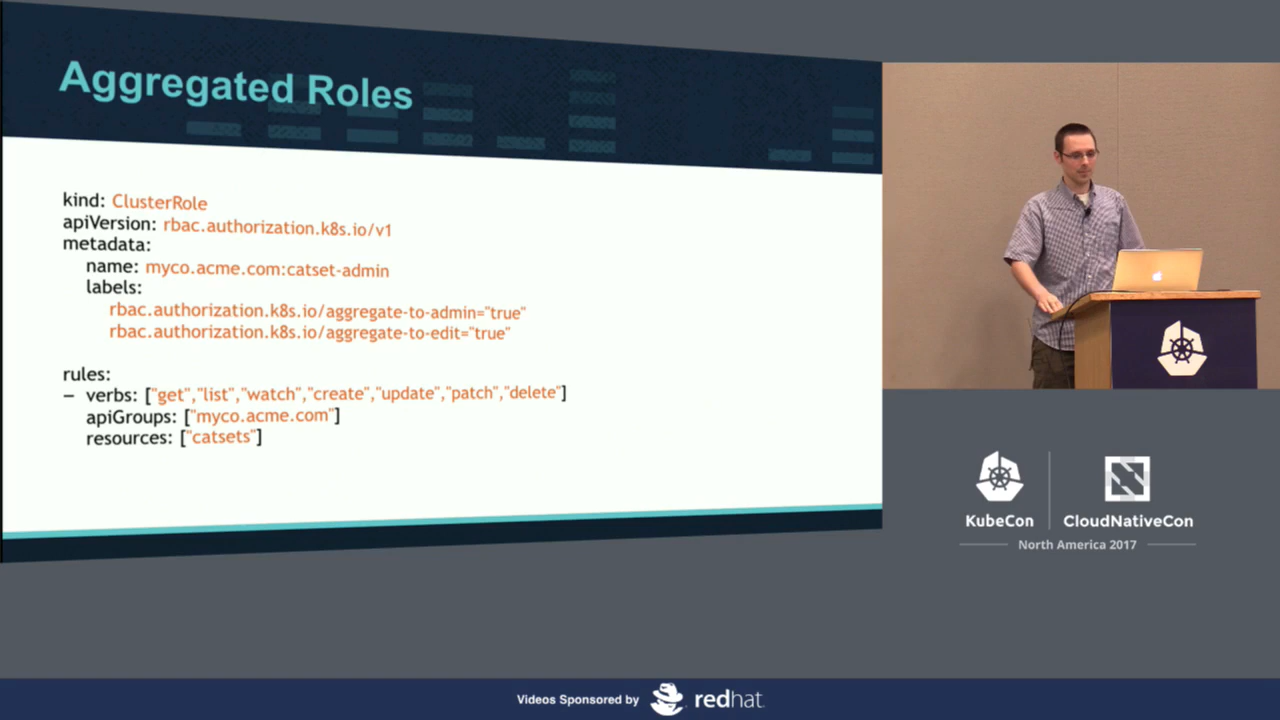 Aggregated Roles
kind: ClusterRole
apiVersion: rbac.authorization.k8s.io/v1
metadata:
name: myco.acme.com:catset-admin
labels:
rbac.authorization.k8s.io/aggregate-to-admin="true"
rbac.authorization.k8s.io/aggregate-to-edit="true"
rules:
– verbs: ["get","list","watch","create","update","patch","delete"]
apiGroups: ["myco.acme.com"]
resources: ["catsets"]
KubeCon
CloudNativeCon
North America 2017
Videos Sponsored by
redhat.